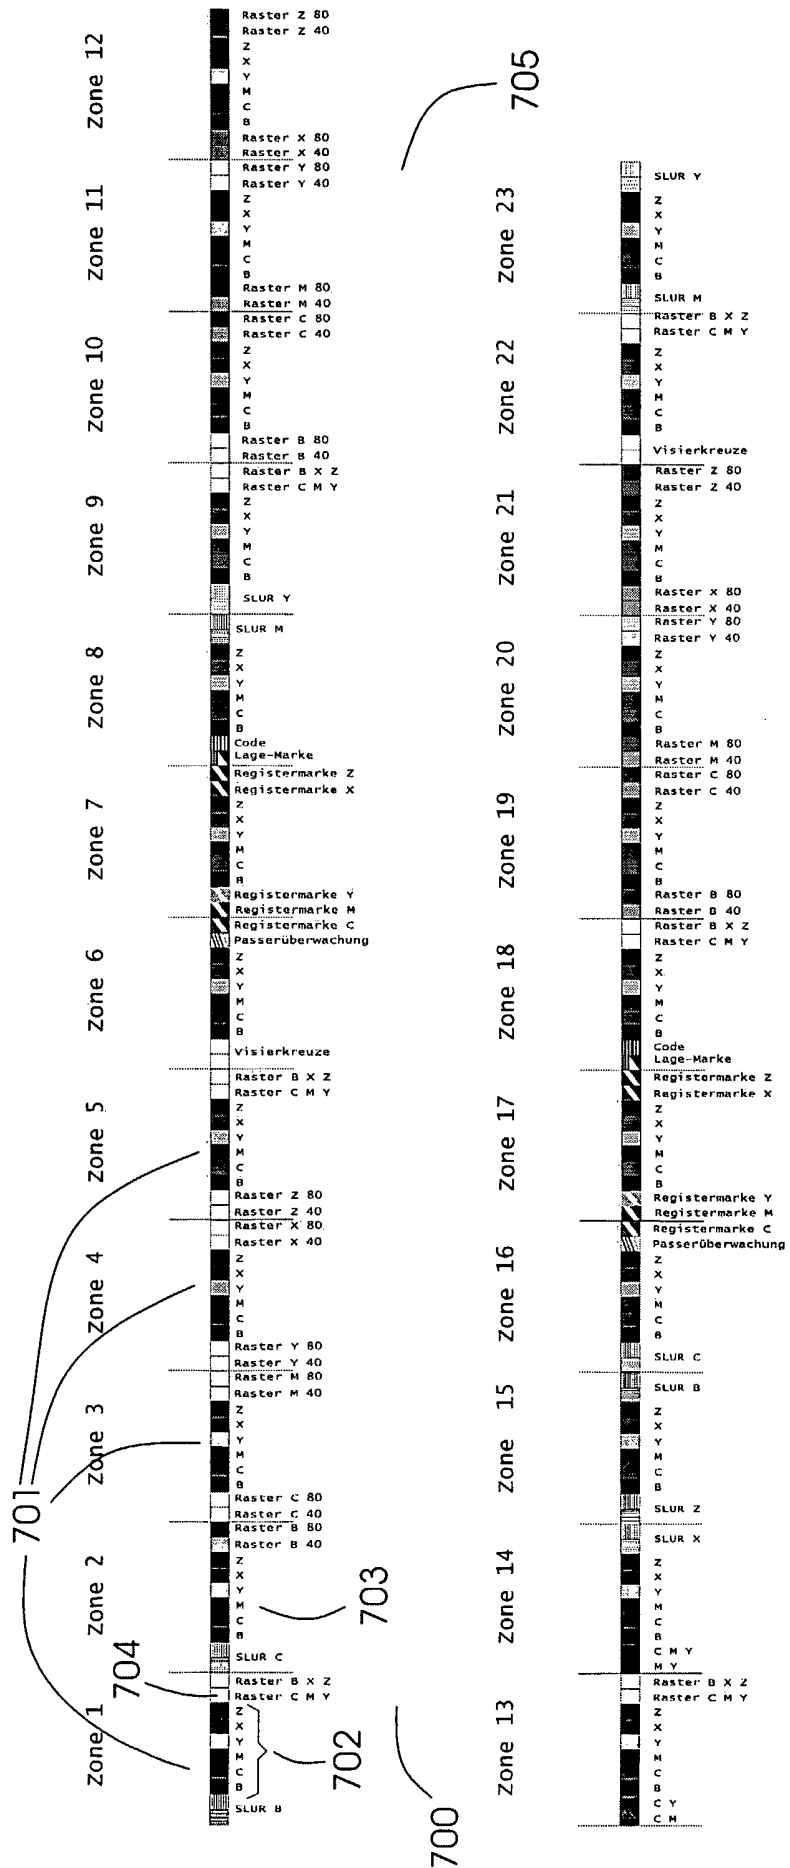 Zone 12
Raster Z 80
Raster Z 40
Z
X
Y
M
C
B
Raster X 80
Raster X 40
705
Zone 11
Raster Y 80
Raster Y 40
Z
X
Y
M
C
B
Raster M 80
Raster M 40
Zone 10
Raster C 80
Raster C 40
Z
X
Y
M
C
B
Raster B 80
Raster B 40
Zone 9
Raster B X Z
Raster C M Y
Z
X
Y
M
C
B
SLUR Y
Zone 8
SLUR M
Z
X
Y
M
C
B
Code
Lage-Marke
Zone 7
Registermarke Z
Registermarke X
Z
X
Y
M
C
B
Registermarke Y
Registermarke M
Zone 6
Registermarke C
Passerüberwachung
Z
X
Y
M
C
B
Visierkreuze
Zone 5
Raster B X Z
Raster C M Y
Z
X
Y
M
C
B
Raster Z 80
Raster Z 40
Zone 4
Raster X 80
Raster X 40
Z
X
Y
M
C
B
Raster Y 80
Raster Y 40
701
Zone 3
Raster M 80
Raster M 40
Z
X
Y
M
C
B
Raster C 80
Raster C 40
Zone 2
Raster B 80
Raster B 40
Z
X
Y
M
C
B
SLUR C
703
704
Zone 1
Raster B X Z
Raster C M Y
Z
X
Y
M
C
B
SLUR B
702
700
Zone 23
SLUR Y
Z
X
Y
M
C
B
SLUR M
Zone 22
Raster B X Z
Raster C M Y
Z
X
Y
M
C
B
Visierkreuze
Zone 21
Raster Z 80
Raster Z 40
Z
X
Y
M
C
B
Raster X 80
Raster X 40
Zone 20
Raster Y 80
Raster Y 40
Z
X
Y
M
C
B
Raster M 80
Raster M 40
Zone 19
Raster C 80
Raster C 40
Z
X
Y
M
C
B
Raster B 80
Raster B 40
Zone 18
Raster B X Z
Raster C M Y
Z
X
Y
M
C
B
Code
Lage-Marke
Zone 17
Registermarke Z
Registermarke X
Z
X
Y
M
C
B
Registermarke Y
Registermarke M
Zone 16
Registermarke C
Passerüberwachung
Z
X
Y
M
C
B
SLUR C
Zone 15
SLUR B
Z
X
Y
M
C
B
SLUR Z
Zone 14
SLUR X
Z
X
Y
M
C
B
C M Y
M Y
Zone 13
Raster B X Z
Raster C M Y
Z
X
Y
M
C
B
C Y
C M